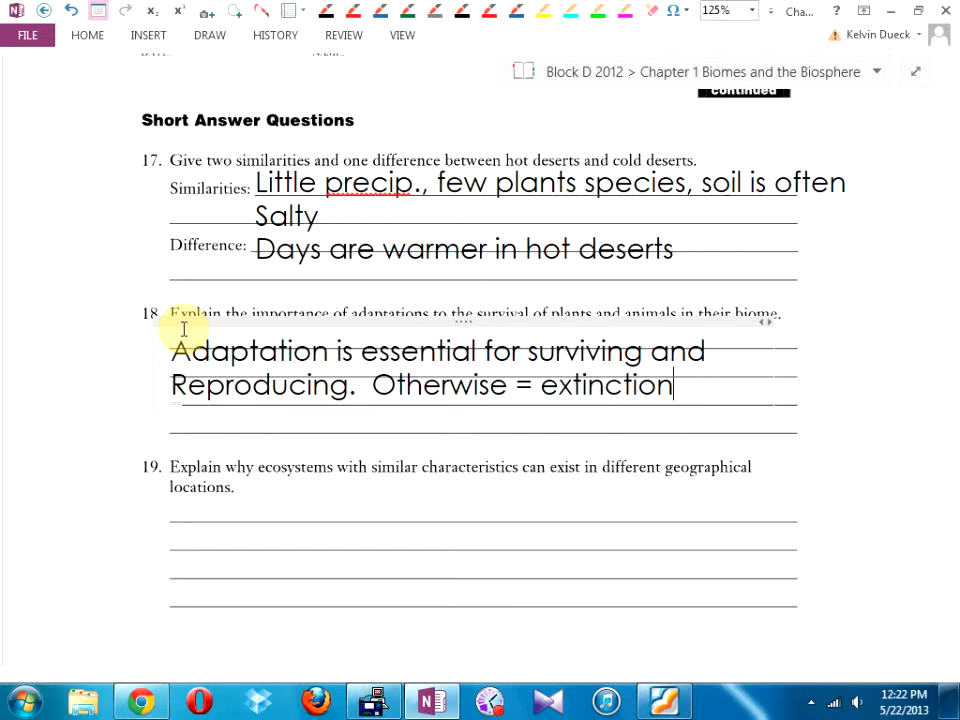 x₂
x²
125%
Cha...
?
FILE
HOME
INSERT
DRAW
HISTORY
REVIEW
VIEW
Kelvin Dueck
Block D 2012 > Chapter 1 Biomes and the Biosphere
continued
Short Answer Questions
17. Give two similarities and one difference between hot deserts and cold deserts.
Similarities: Little precip., few plants species, soil is often
Salty
Difference: Days are warmer in hot deserts
18. Explain the importance of adaptations to the survival of plants and animals in their biome.
Adaptation is essential for surviving and
Reproducing. Otherwise = extinction
19. Explain why ecosystems with similar characteristics can exist in different geographical
locations.
12:22 PM
5/22/2013